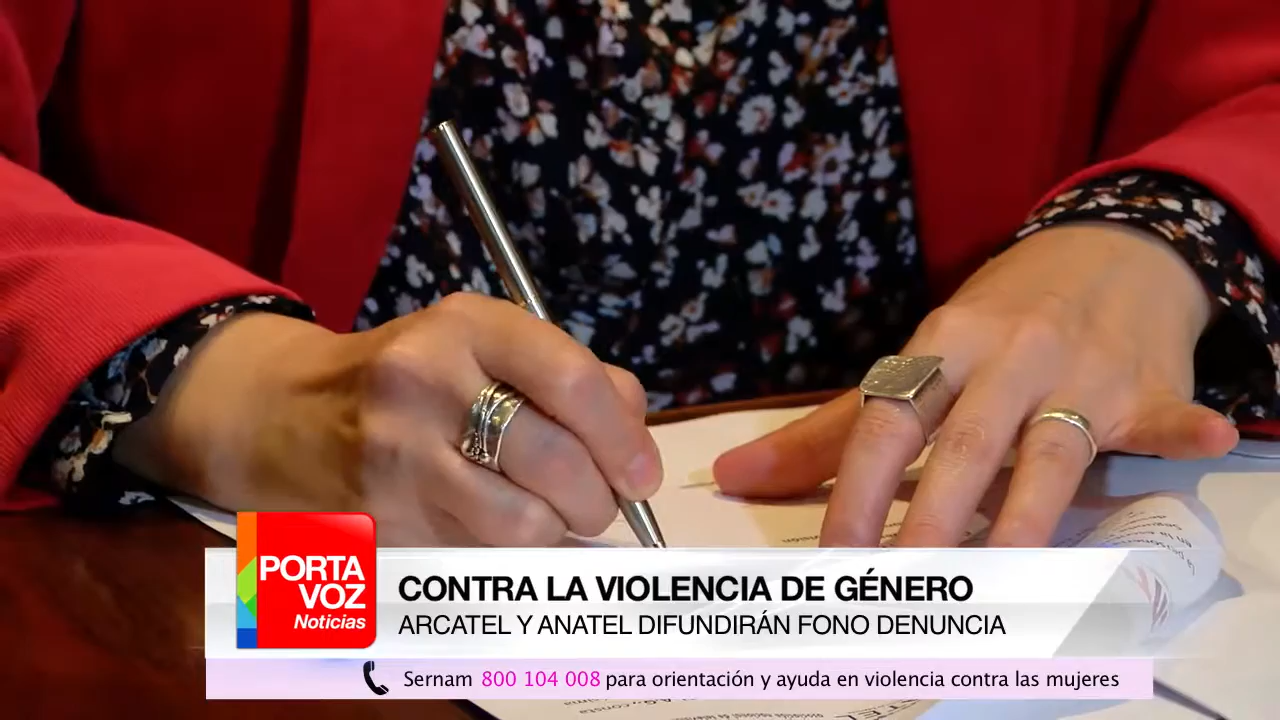 PORTA
VOZ
Noticias
CONTRA LA VIOLENCIA DE GÉNERO
ARCATEL Y ANATEL DIFUNDIRÁN FONO DENUNCIA
Sernam 800 104 008 para orientación y ayuda en violencia contra las mujeres